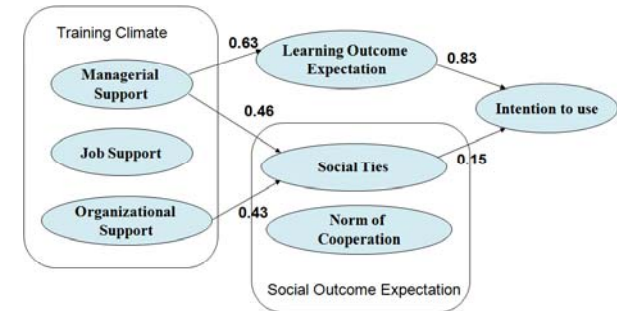 Training Climate
Managerial
Support
Job Support
Organizational
Support
0.63
0.46
0.43
Learning Outcome
Expectation
Social Ties
Norm of
Cooperation
Social Outcome Expectation
0.83
0.15
Intention to use